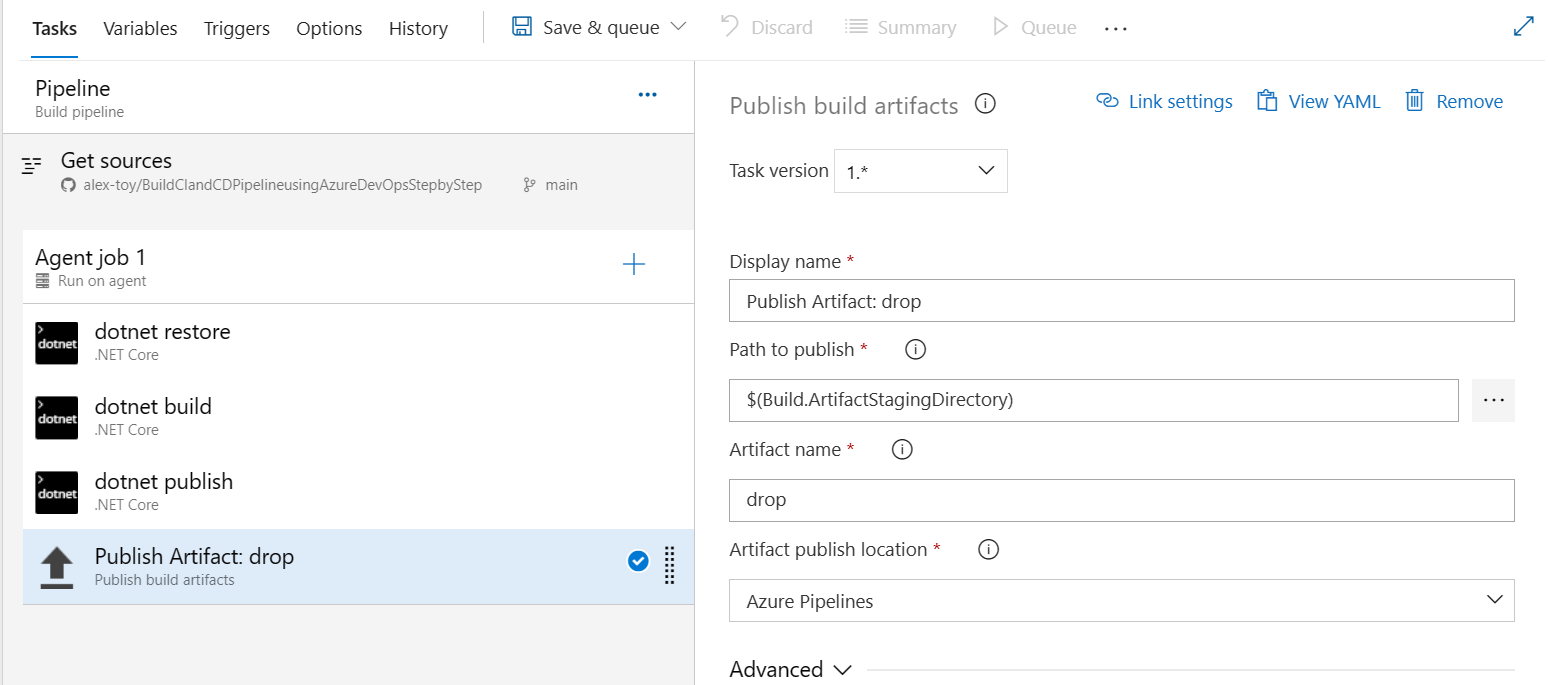 Tasks Variables Triggers Options History Save & queue Discard Summary Queue ...
Pipeline
Build pipeline
Get sources
alex-toy/BuildCIandCDPipelineusingAzureDevOpsStepbyStep main
Agent job 1
Run on agent
dotnet
dotnet restore
.NET Core
dotnet
dotnet build
.NET Core
dotnet
dotnet publish
.NET Core
Publish Artifact: drop
Publish build artifacts
Publish build artifacts Link settings View YAML Remove
Task version 1.*
Display name *
Publish Artifact: drop
Path to publish *
$(Build.ArtifactStagingDirectory)
Artifact name *
drop
Artifact publish location *
Azure Pipelines
Advanced